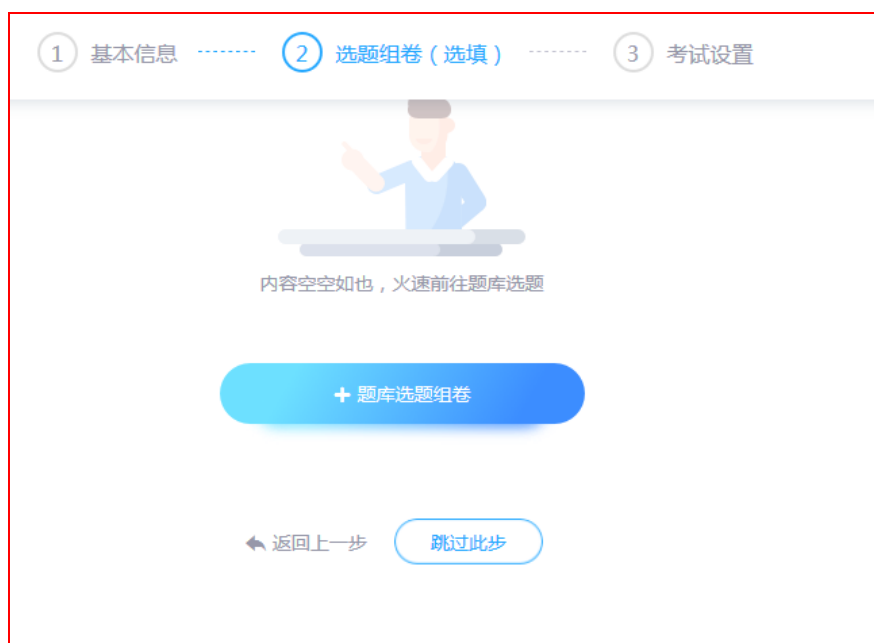 1 基本信息 2 选题组卷（选填） 3 考试设置
内容空空如也，火速前往题库选题
+ 题库选题组卷
返回上一步 跳过此步